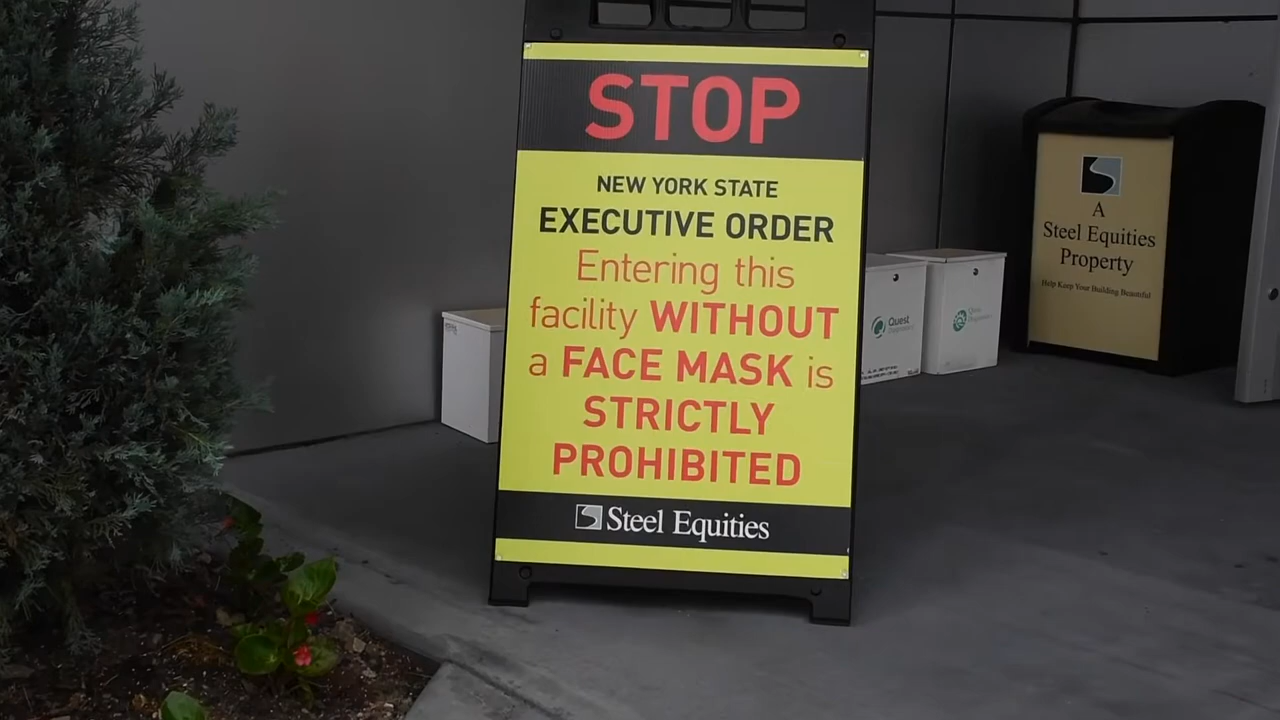 STOP
NEW YORK STATE
EXECUTIVE ORDER
Entering this
facility WITHOUT
a FACE MASK is
STRICTLY
PROHIBITED
Steel Equities
Quest
A
Steel Equities
Property
Help Keep Your Building Beautiful